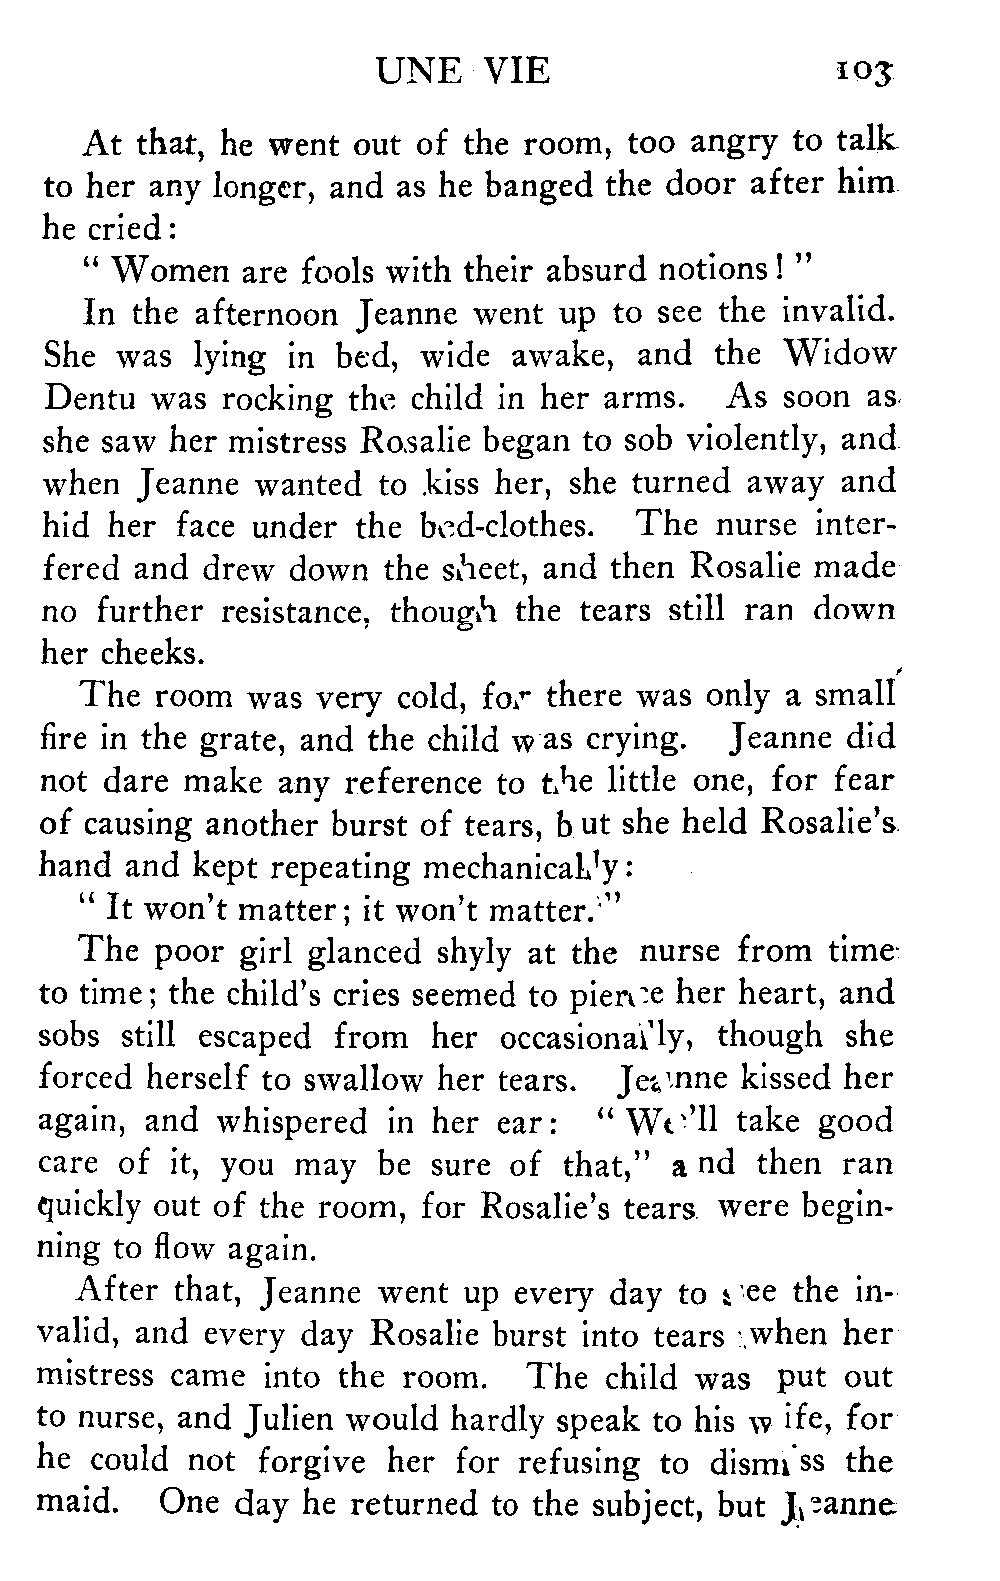 UNE VIE 103
At that, he went out of the room, too angry to talk
to her any longer, and as he banged the door after him
he cried:
" Women are fools with their absurd notions! "
In the afternoon Jeanne went up to see the invalid.
She was lying in bed, wide awake, and the Widow
Dentu was rocking the child in her arms. As soon as
she saw her mistress Rosalie began to sob violently, and
when Jeanne wanted to kiss her, she turned away and
hid her face under the bed-clothes. The nurse inter-
fered and drew down the sheet, and then Rosalie made
no further resistance, though the tears still ran down
her cheeks.
The room was very cold, for there was only a small
fire in the grate, and the child was crying. Jeanne did
not dare make any reference to the little one, for fear
of causing another burst of tears, but she held Rosalie's
hand and kept repeating mechanically:
" It won't matter; it won't matter."
The poor girl glanced shyly at the nurse from time
to time; the child's cries seemed to pierce her heart, and
sobs still escaped from her occasionally, though she
forced herself to swallow her tears. Jeanne kissed her
again, and whispered in her ear: " We'll take good
care of it, you may be sure of that," and then ran
quickly out of the room, for Rosalie's tears were begin-
ning to flow again.
After that, Jeanne went up every day to see the in-
valid, and every day Rosalie burst into tears when her
mistress came into the room. The child was put out
to nurse, and Julien would hardly speak to his wife, for
he could not forgive her for refusing to dismiss the
maid. One day he returned to the subject, but Jeanne